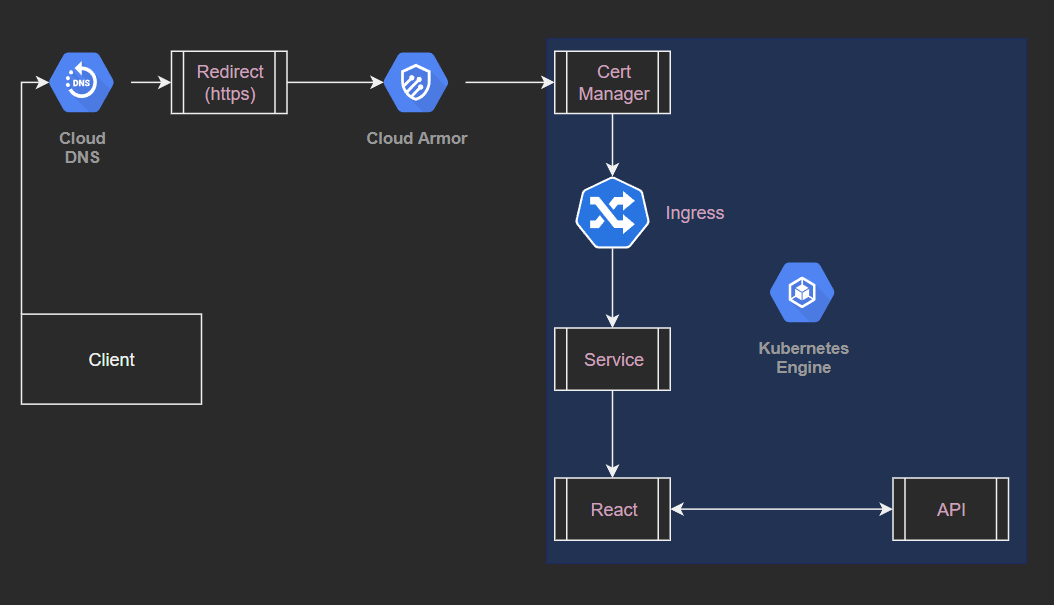 DNS
Cloud
DNS
Redirect
(https)
Cloud Armor
Cert
Manager
Ingress
Kubernetes
Engine
Client
Service
React
API